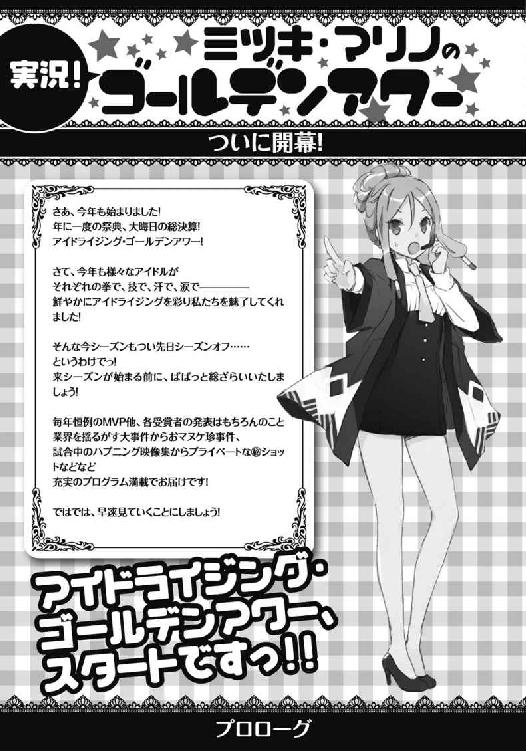 実況!
ミツキ・マリノの
ゴールデンアワー
ついに開幕!
さあ、今年も始まりました!
年に一度の祭典、大晦日の総決算!
アイドライジング・ゴールデンアワー!
さて、今年も様々なアイドルが
それぞれの拳で、技で、汗で、涙で――――
鮮やかにアイドライジングを彩り私たちを魅了してくれ
ました!
そんな今シーズンもつい先日シーズンオフ……
というわけでっ!
来シーズンが始まる前に、ぱぱっと総ざらいいたしま
しょう!
毎年恒例のMVP他、各受賞者の発表はもちろんのこと
業界を揺るがす大事件からおマヌケ珍事件、
試合中のハプニング映像集からプライベートな㊙ショッ
トなどなど
充実のプログラム満載でお届けです!
ではでは、早速見ていくことにしましょう!
アイドライジング・
ゴールデンアワー、
スタートですっ!!
プロローグ